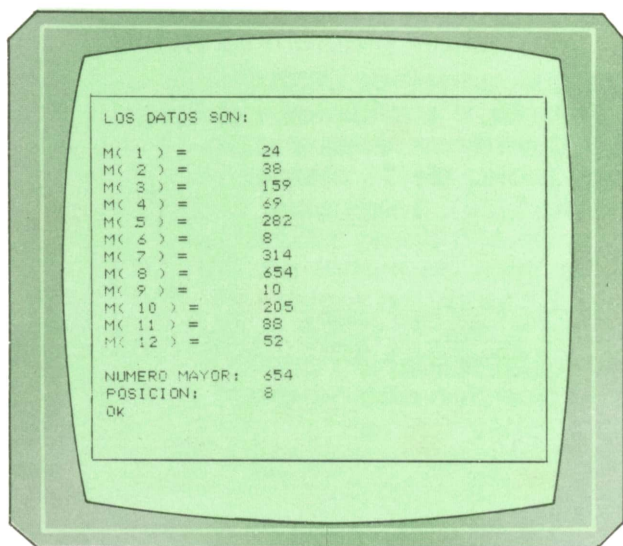 LOS DATOS SON:
M( 1 ) = 24
M( 2 ) = 38
M( 3 ) = 159
M( 4 ) = 69
M( 5 ) = 282
M( 6 ) = 8
M( 7 ) = 314
M( 8 ) = 654
M( 9 ) = 10
M( 10 ) = 205
M( 11 ) = 88
M( 12 ) = 52
NUMERO MAYOR: 654
POSICION: 8
Ok